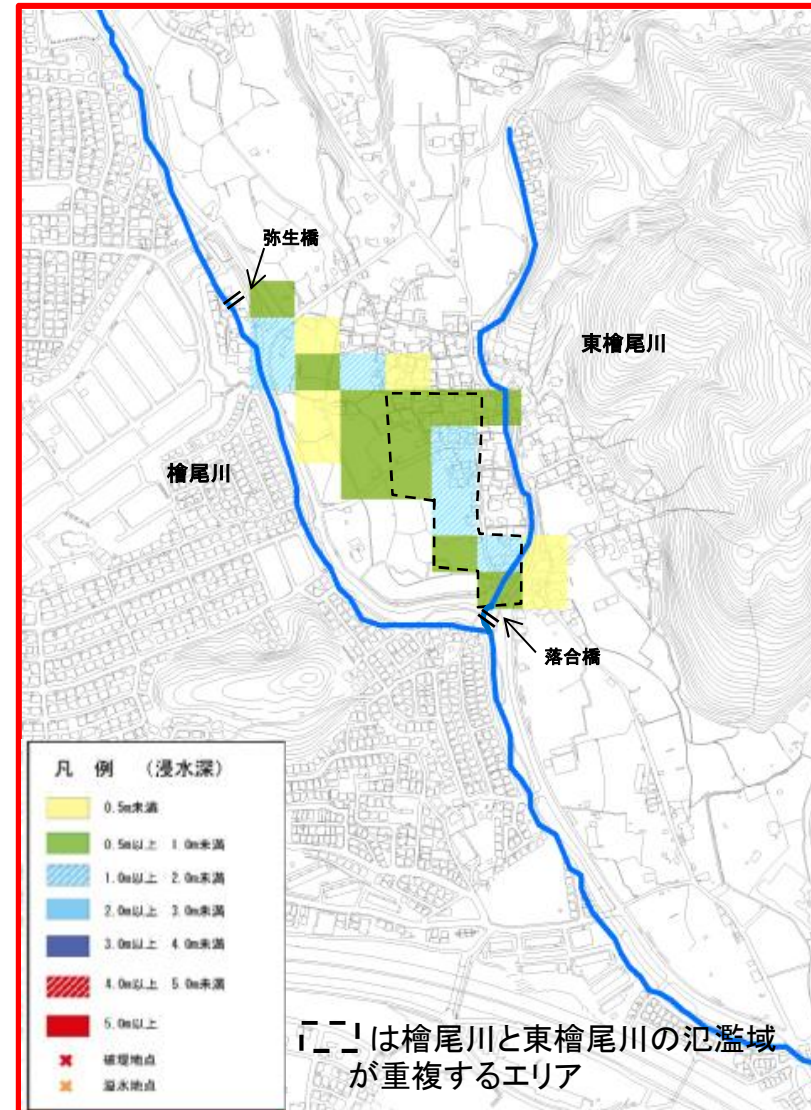 弥生橋
東檜尾川
檜尾川
落合橋
凡 例 （浸水深）
0.5m未満
0.5m以上 1.0m未満
1.0m以上 2.0m未満
2.0m以上 3.0m未満
3.0m以上 4.0m未満
4.0m以上 5.0m未満
5.0m以上
破堤地点
溢水地点
は檜尾川と東檜尾川の氾濫域
が重複するエリア